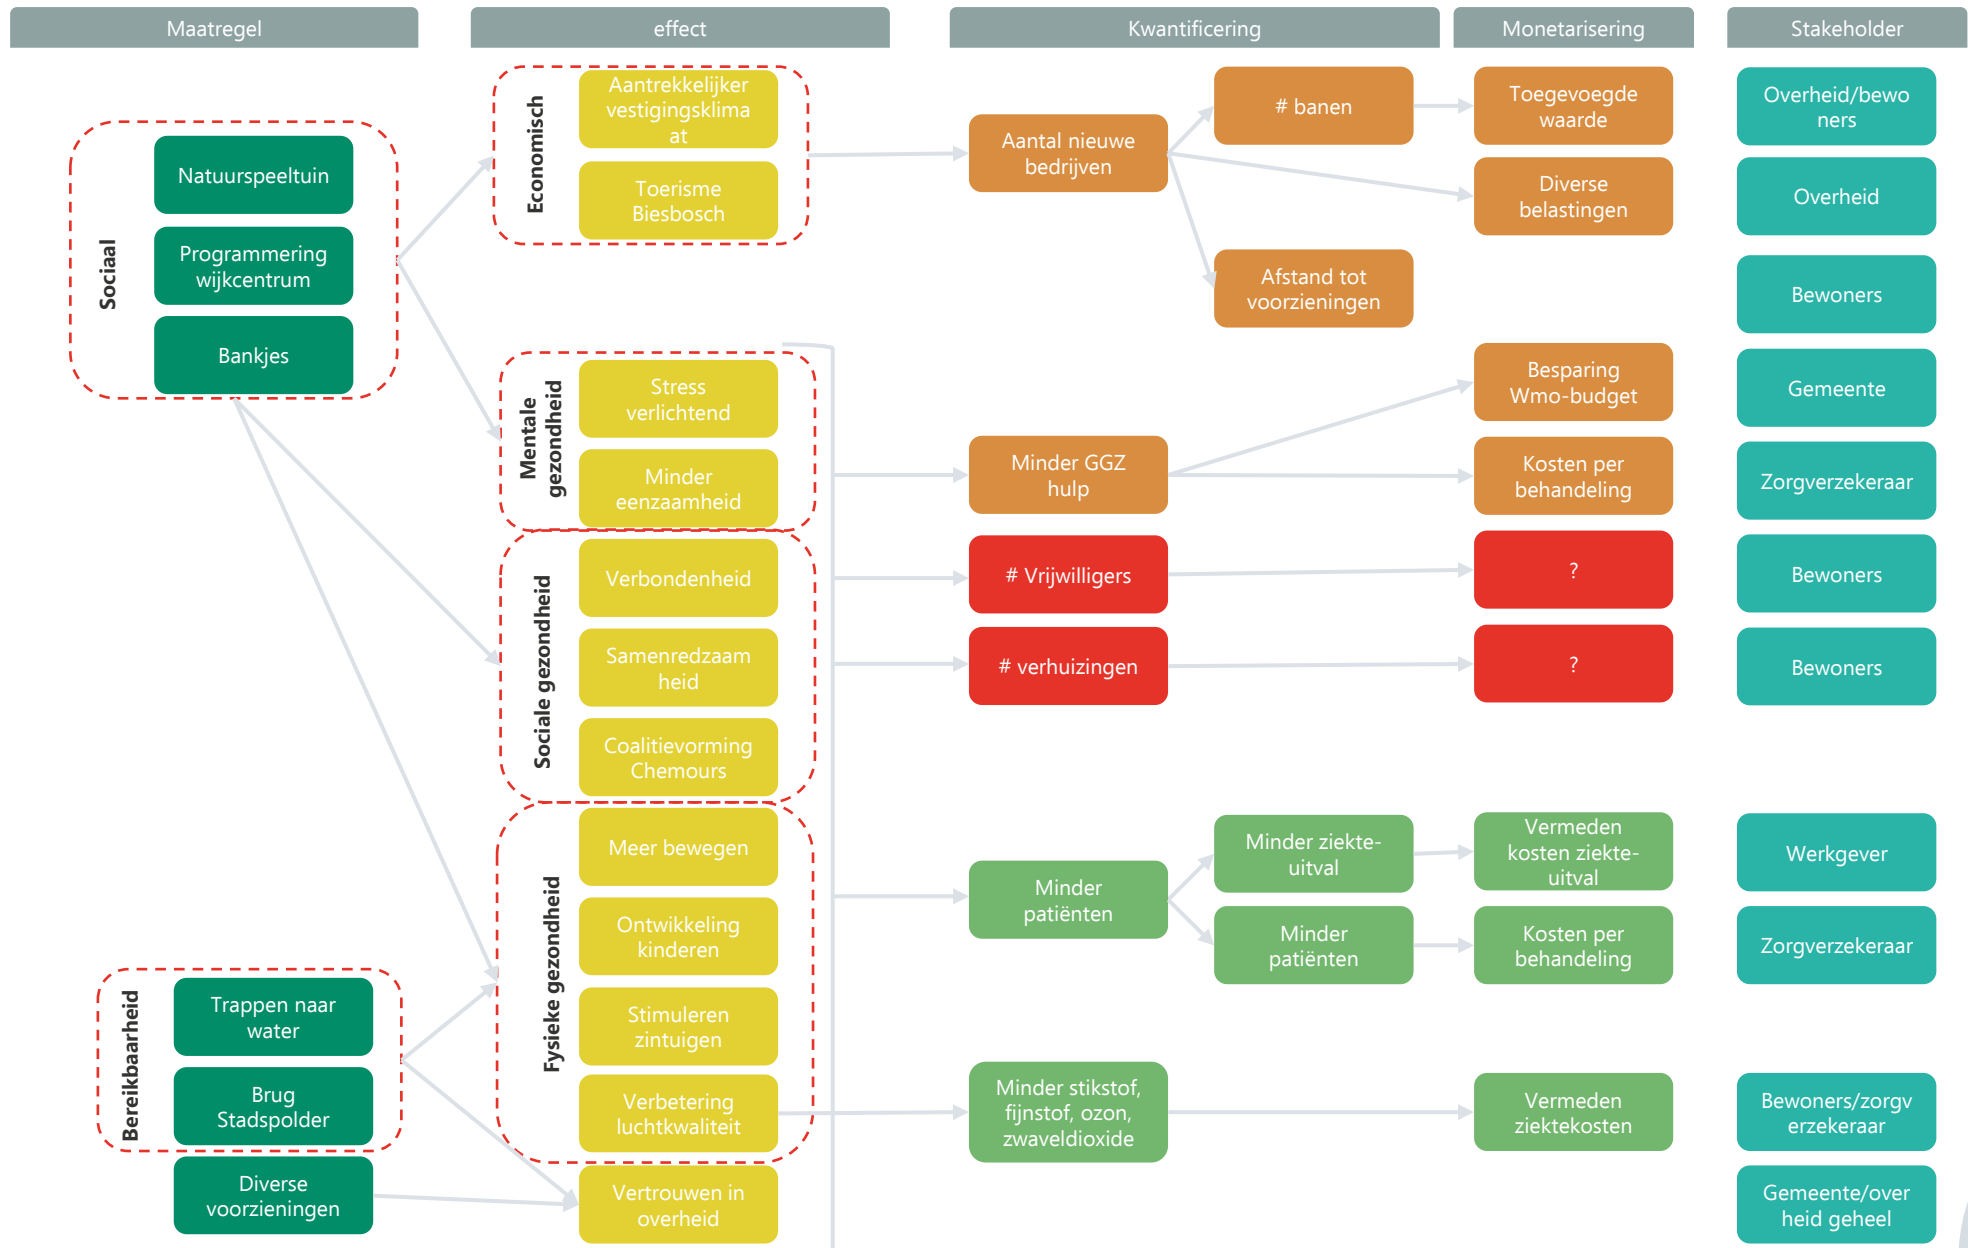 Maatregel
effect
Kwantificering
Monetarisering
Stakeholder
Sociaal
Natuurspeeltuin
Programmering
wijkcentrum
Bankjes
Bereikbaarheid
Trappen naar
water
Brug
Stadspolder
Diverse
voorzieningen
Economisch
Aantrekkelijker
vestigingsklima
at
Toerisme
Biesbosch
Mentale
gezondheid
Stress
verlichtend
Minder
eenzaamheid
Sociale gezondheid
Verbondenheid
Samenredzaam
heid
Coalitievorming
Chemours
Fysieke gezondheid
Meer bewegen
Ontwikkeling
kinderen
Stimuleren
zintuigen
Verbetering
luchtkwaliteit
Vertrouwen in
overheid
Aantal nieuwe
bedrijven
# banen
Afstand tot
voorzieningen
Minder GGZ
hulp
# Vrijwilligers
# verhuizingen
Minder
patiënten
Minder ziekte-
uitval
Minder
patiënten
Minder stikstof,
fijnstof, ozon,
zwaveldioxide
Toegevoegde
waarde
Diverse
belastingen
Besparing
Wmo-budget
Kosten per
behandeling
?
?
Vermeden
kosten ziekte-
uitval
Kosten per
behandeling
Vermeden
ziektekosten
Overheid/bewo
ners
Overheid
Bewoners
Gemeente
Zorgverzekeraar
Bewoners
Bewoners
Werkgever
Zorgverzekeraar
Bewoners/zorgv
erzekeraar
Gemeente/over
heid geheel